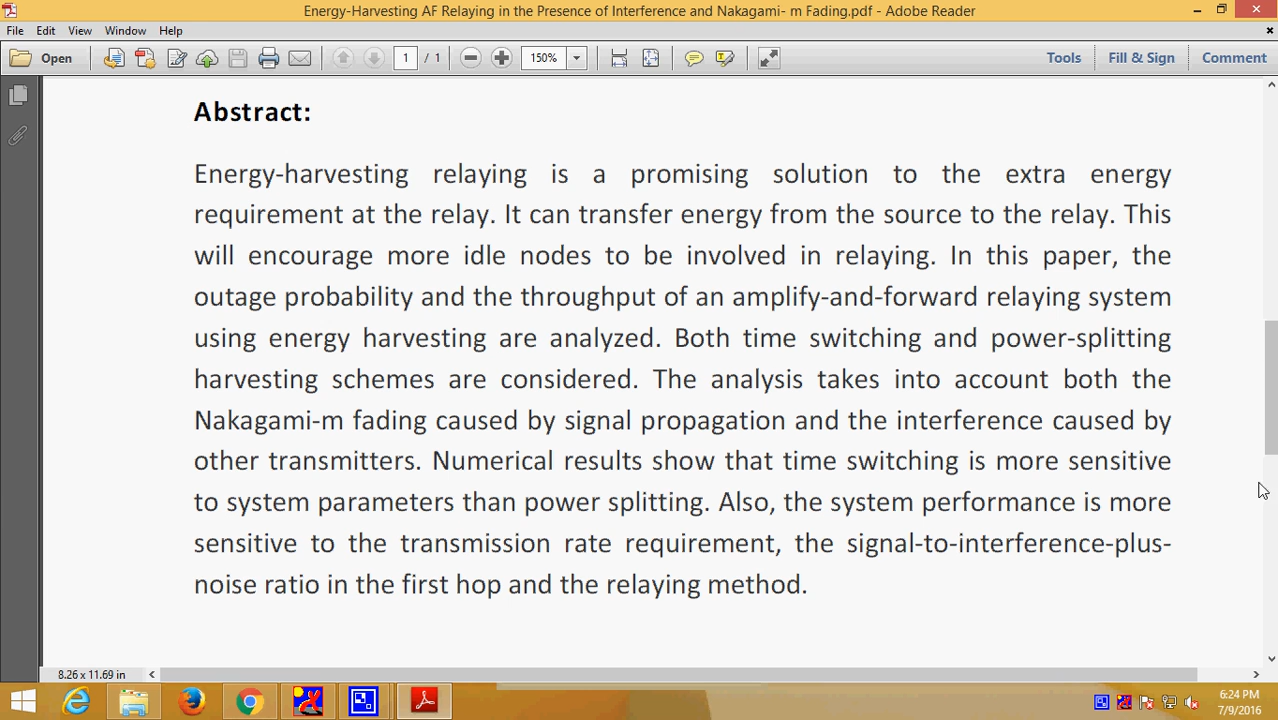 Energy-Harvesting AF Relaying in the Presence of Interference and Nakagami- m Fading.pdf - Adobe Reader
File Edit View Window Help
Open 1 / 1 150% Tools Fill & Sign Comment
Abstract:
Energy-harvesting relaying is a promising solution to the extra energy
requirement at the relay. It can transfer energy from the source to the relay. This
will encourage more idle nodes to be involved in relaying. In this paper, the
outage probability and the throughput of an amplify-and-forward relaying system
using energy harvesting are analyzed. Both time switching and power-splitting
harvesting schemes are considered. The analysis takes into account both the
Nakagami-m fading caused by signal propagation and the interference caused by
other transmitters. Numerical results show that time switching is more sensitive
to system parameters than power splitting. Also, the system performance is more
sensitive to the transmission rate requirement, the signal-to-interference-plus-
noise ratio in the first hop and the relaying method.
8.26 x 11.69 in
6:24 PM
7/9/2016